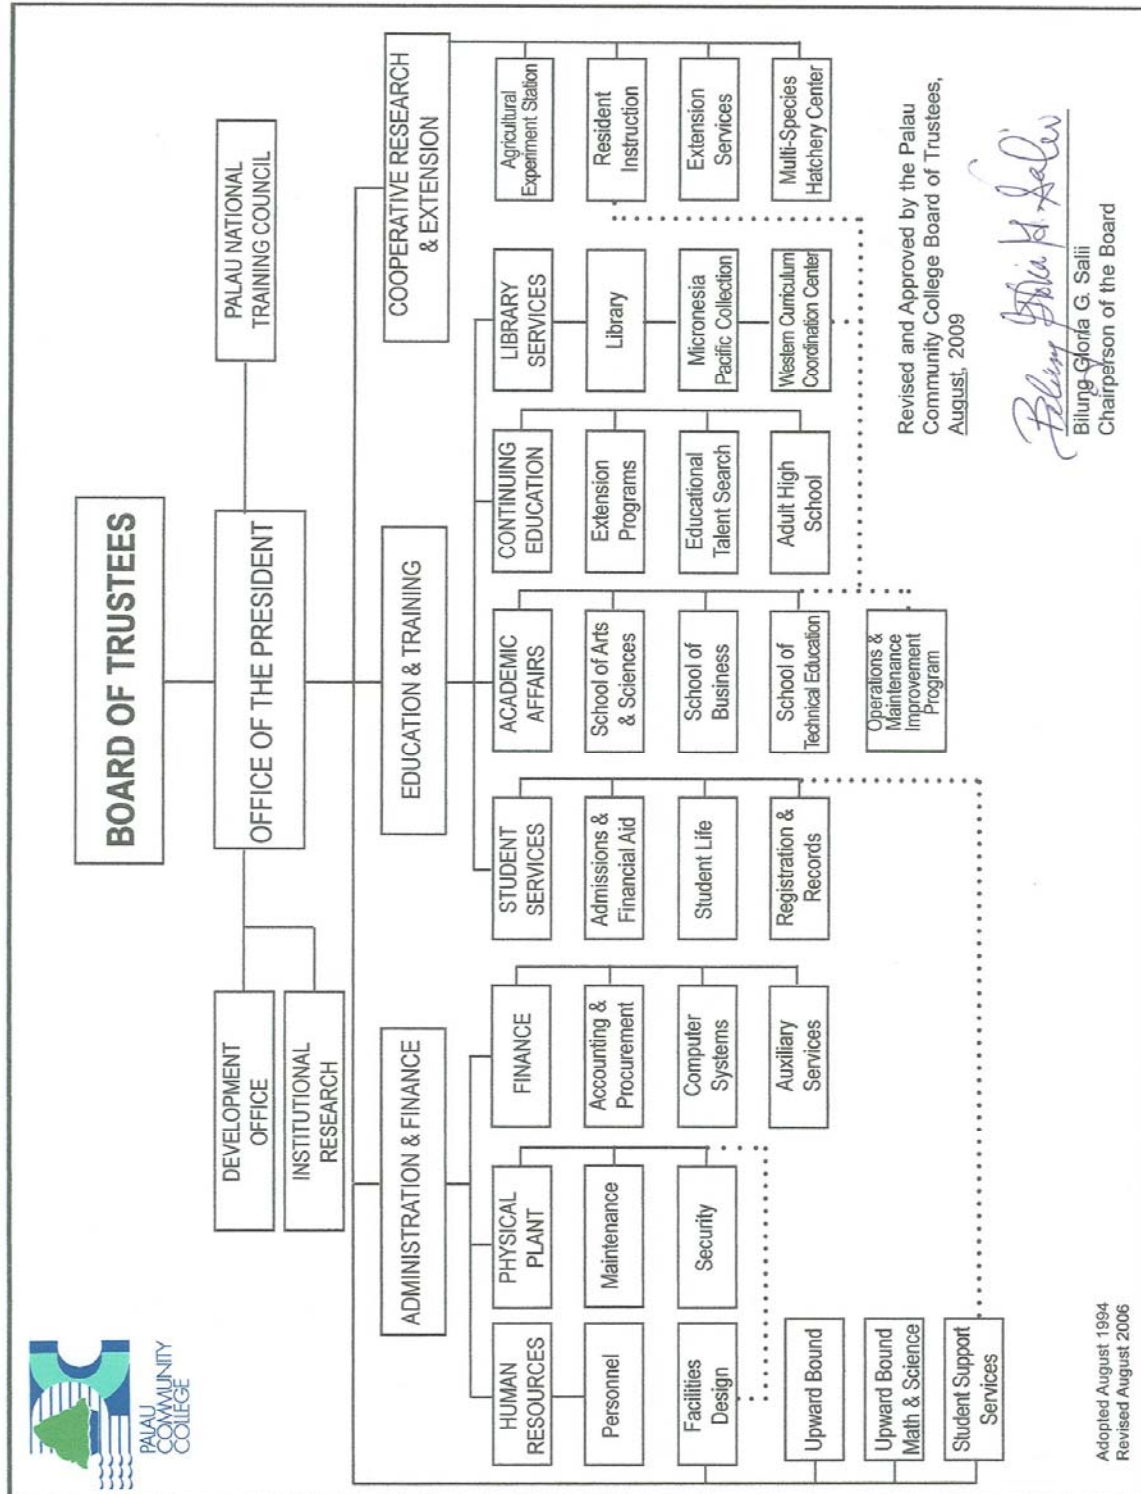 PALAU
COMMUNITY
COLLEGE
BOARD OF TRUSTEES
OFFICE OF THE PRESIDENT
PALAU NATIONAL
TRAINING COUNCIL
DEVELOPMENT
OFFICE
INSTITUTIONAL
RESEARCH
ADMINISTRATION & FINANCE
EDUCATION & TRAINING
COOPERATIVE RESEARCH
& EXTENSION
HUMAN
RESOURCES
Personnel
Facilities
Design
PHYSICAL
PLANT
Maintenance
Security
FINANCE
Accounting &
Procurement
Computer
Systems
Auxiliary
Services
STUDENT
SERVICES
Admissions &
Financial Aid
Student Life
Registration &
Records
ACADEMIC
AFFAIRS
School of Arts
& Sciences
School of
Business
School of
Technical Education
Operations &
Maintenance
Improvement
Program
CONTINUING
EDUCATION
Extension
Programs
Educational
Talent Search
Adult High
School
LIBRARY
SERVICES
Library
Micronesia
Pacific Collection
Western Curriculum
Coordination Center
Agricultural
Experiment Station
Resident
Instruction
Extension
Services
Multi-Species
Hatchery Center
Upward Bound
Upward Bound
Math & Science
Student Support
Services
Revised and Approved by the Palau
Community College Board of Trustees,
August, 2009
Bilung Gloria G. Salii
Bilung Gloria G. Salii
Chairperson of the Board
Adopted August 1994
Revised August 2006